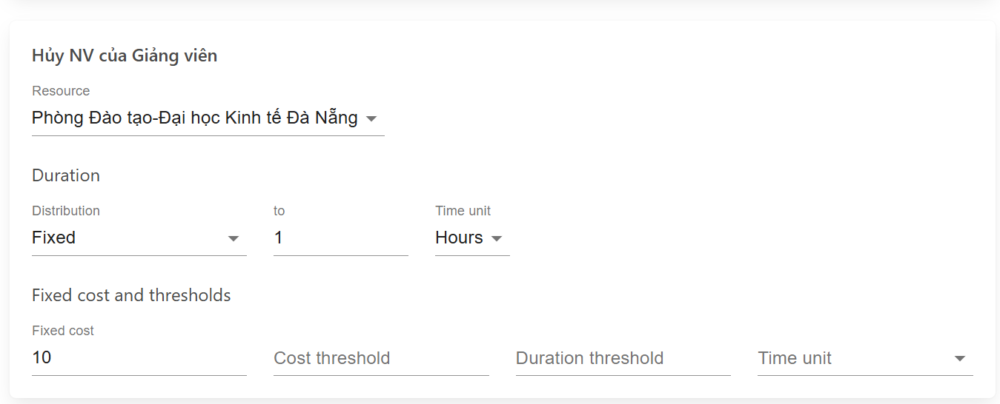 Hủy NV của Giảng viên
Resource
Phòng Đào tạo-Đại học Kinh tế Đà Nẵng
Duration
Distribution to Time unit
Fixed 1 Hours
Fixed cost and thresholds
Fixed cost
10 Cost threshold Duration threshold Time unit